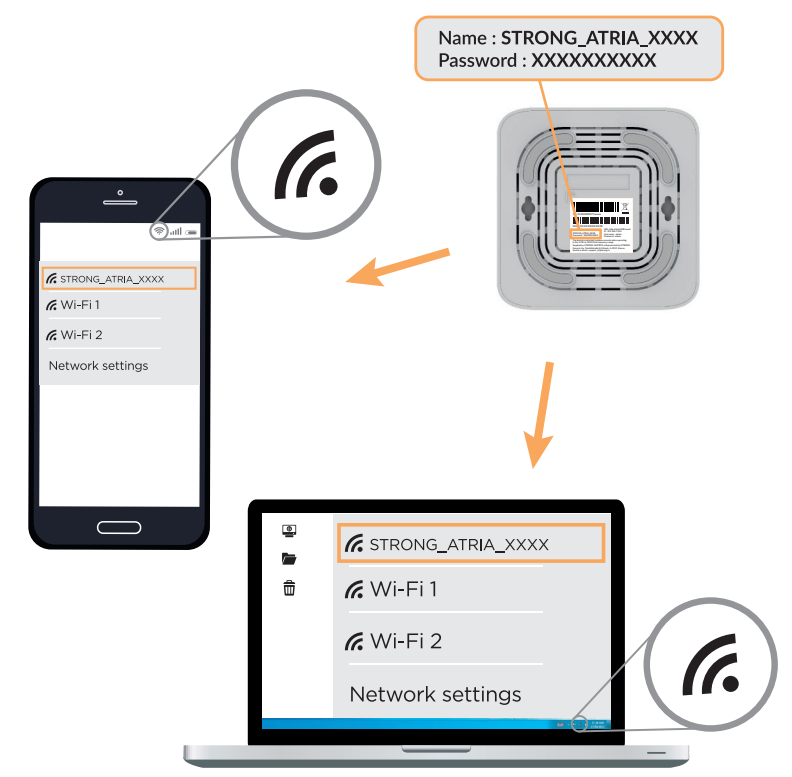 Name : STRONG_ATRIA_XXXX
Password : XXXXXXXXXX
STRONG_ATRIA_XXXX
Wi-Fi 1
Wi-Fi 2
Network settings
STRONG_ATRIA_XXXX
Wi-Fi 1
Wi-Fi 2
Network settings